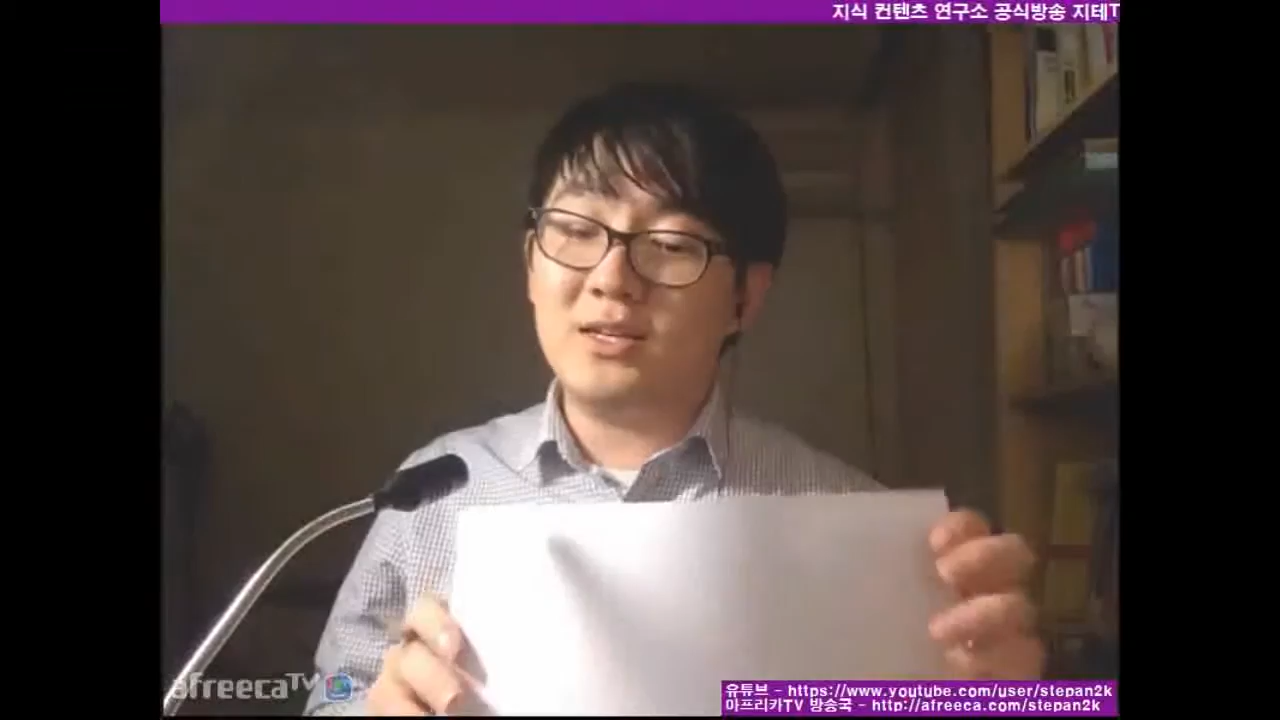 지식 컨텐츠 연구소 공식방송 지테T
afreecaTV
유튜브 - https://www.youtube.com/user/stepan2k
아프리카TV 방송국 - http://afreeca.com/stepan2k